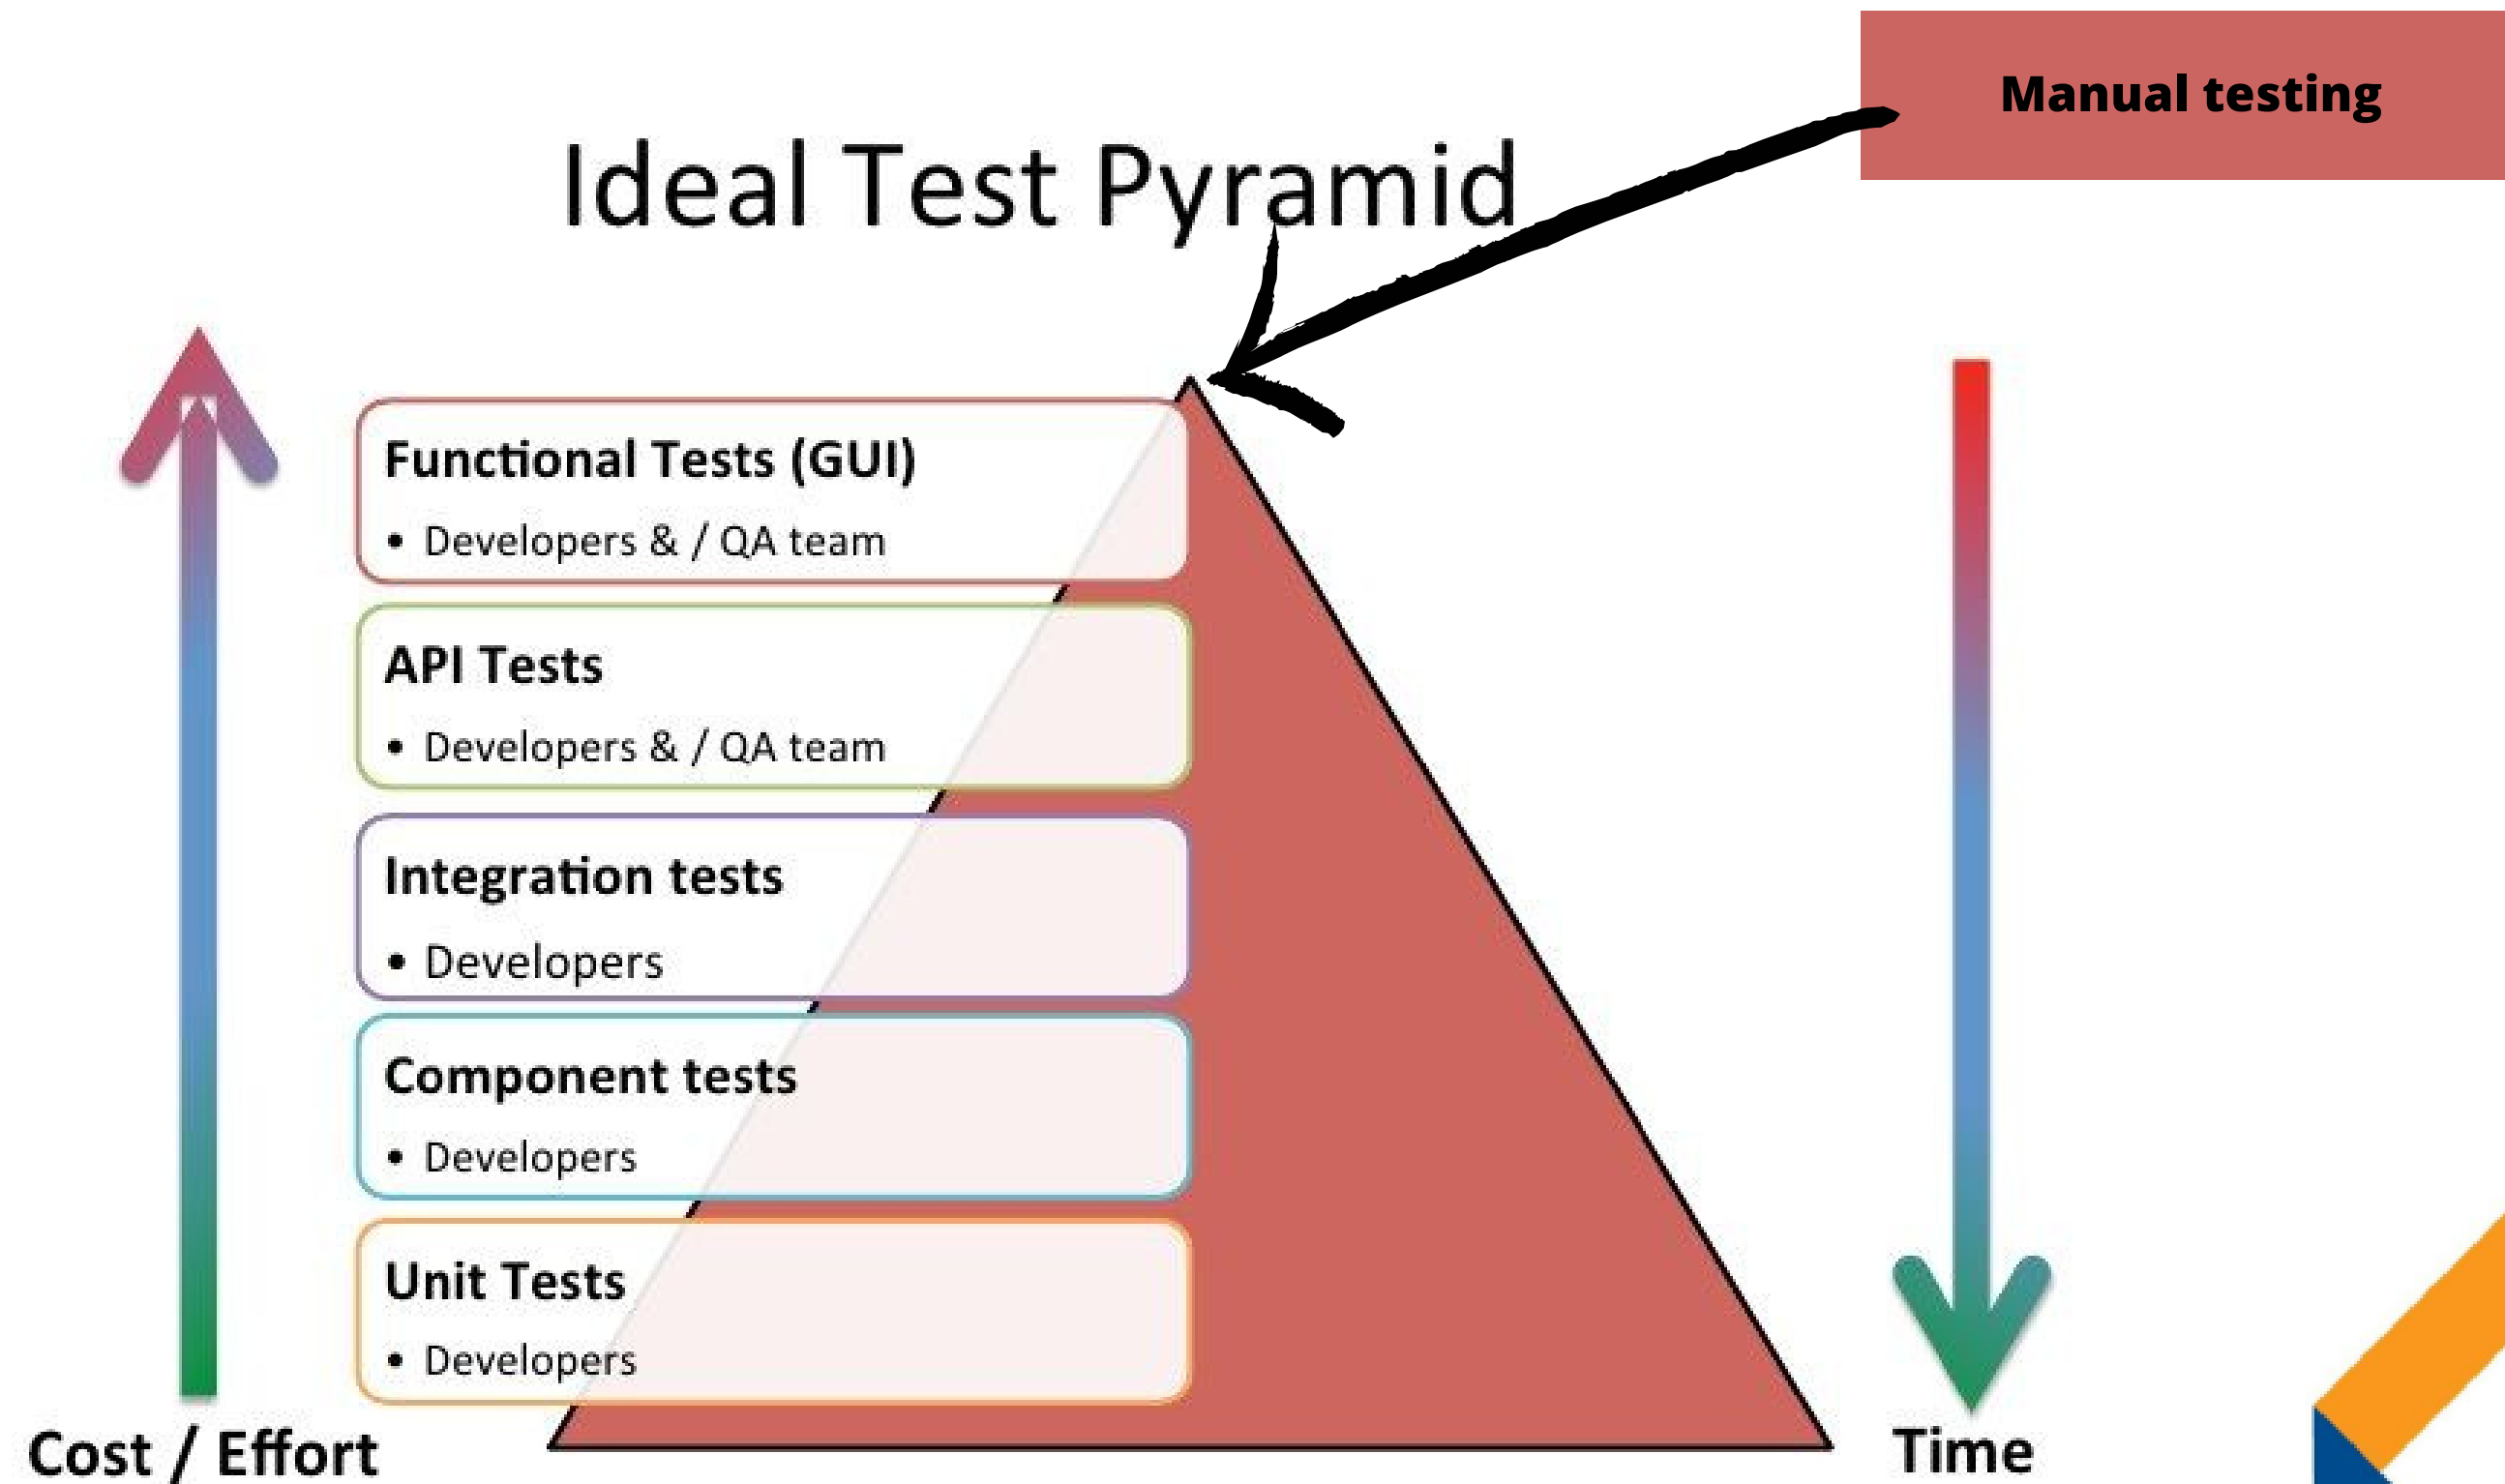 Manual testing
Ideal Test Pyramid
Functional Tests (GUI)
• Developers & / QA team
API Tests
• Developers & / QA team
Integration tests
• Developers
Component tests
• Developers
Unit Tests
• Developers
Cost / Effort
Time